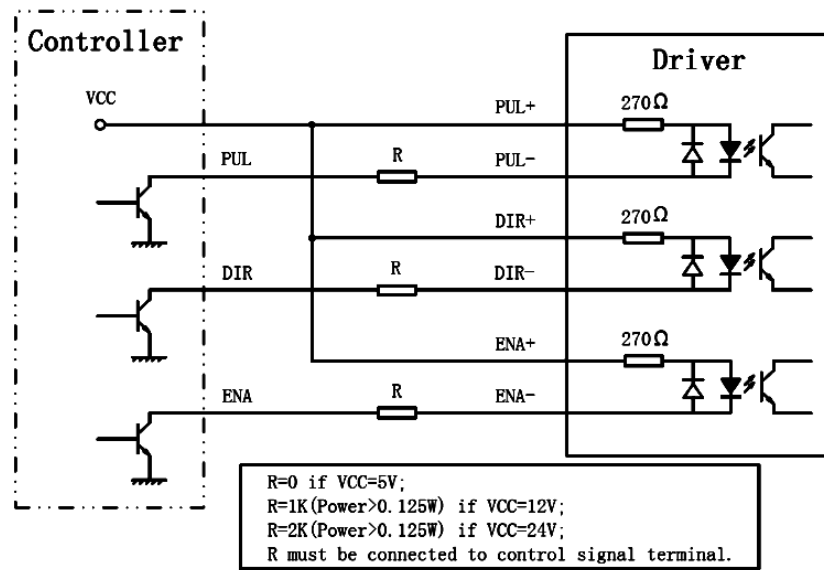 Controller
Driver
VCC
PUL+
270Ω
PUL
R
PUL-
DIR+
270Ω
DIR
R
DIR-
ENA+
270Ω
ENA
R
ENA-
R=0 if VCC=5V;
R=1K(Power>0.125W) if VCC=12V;
R=2K(Power>0.125W) if VCC=24V;
R must be connected to control signal terminal.